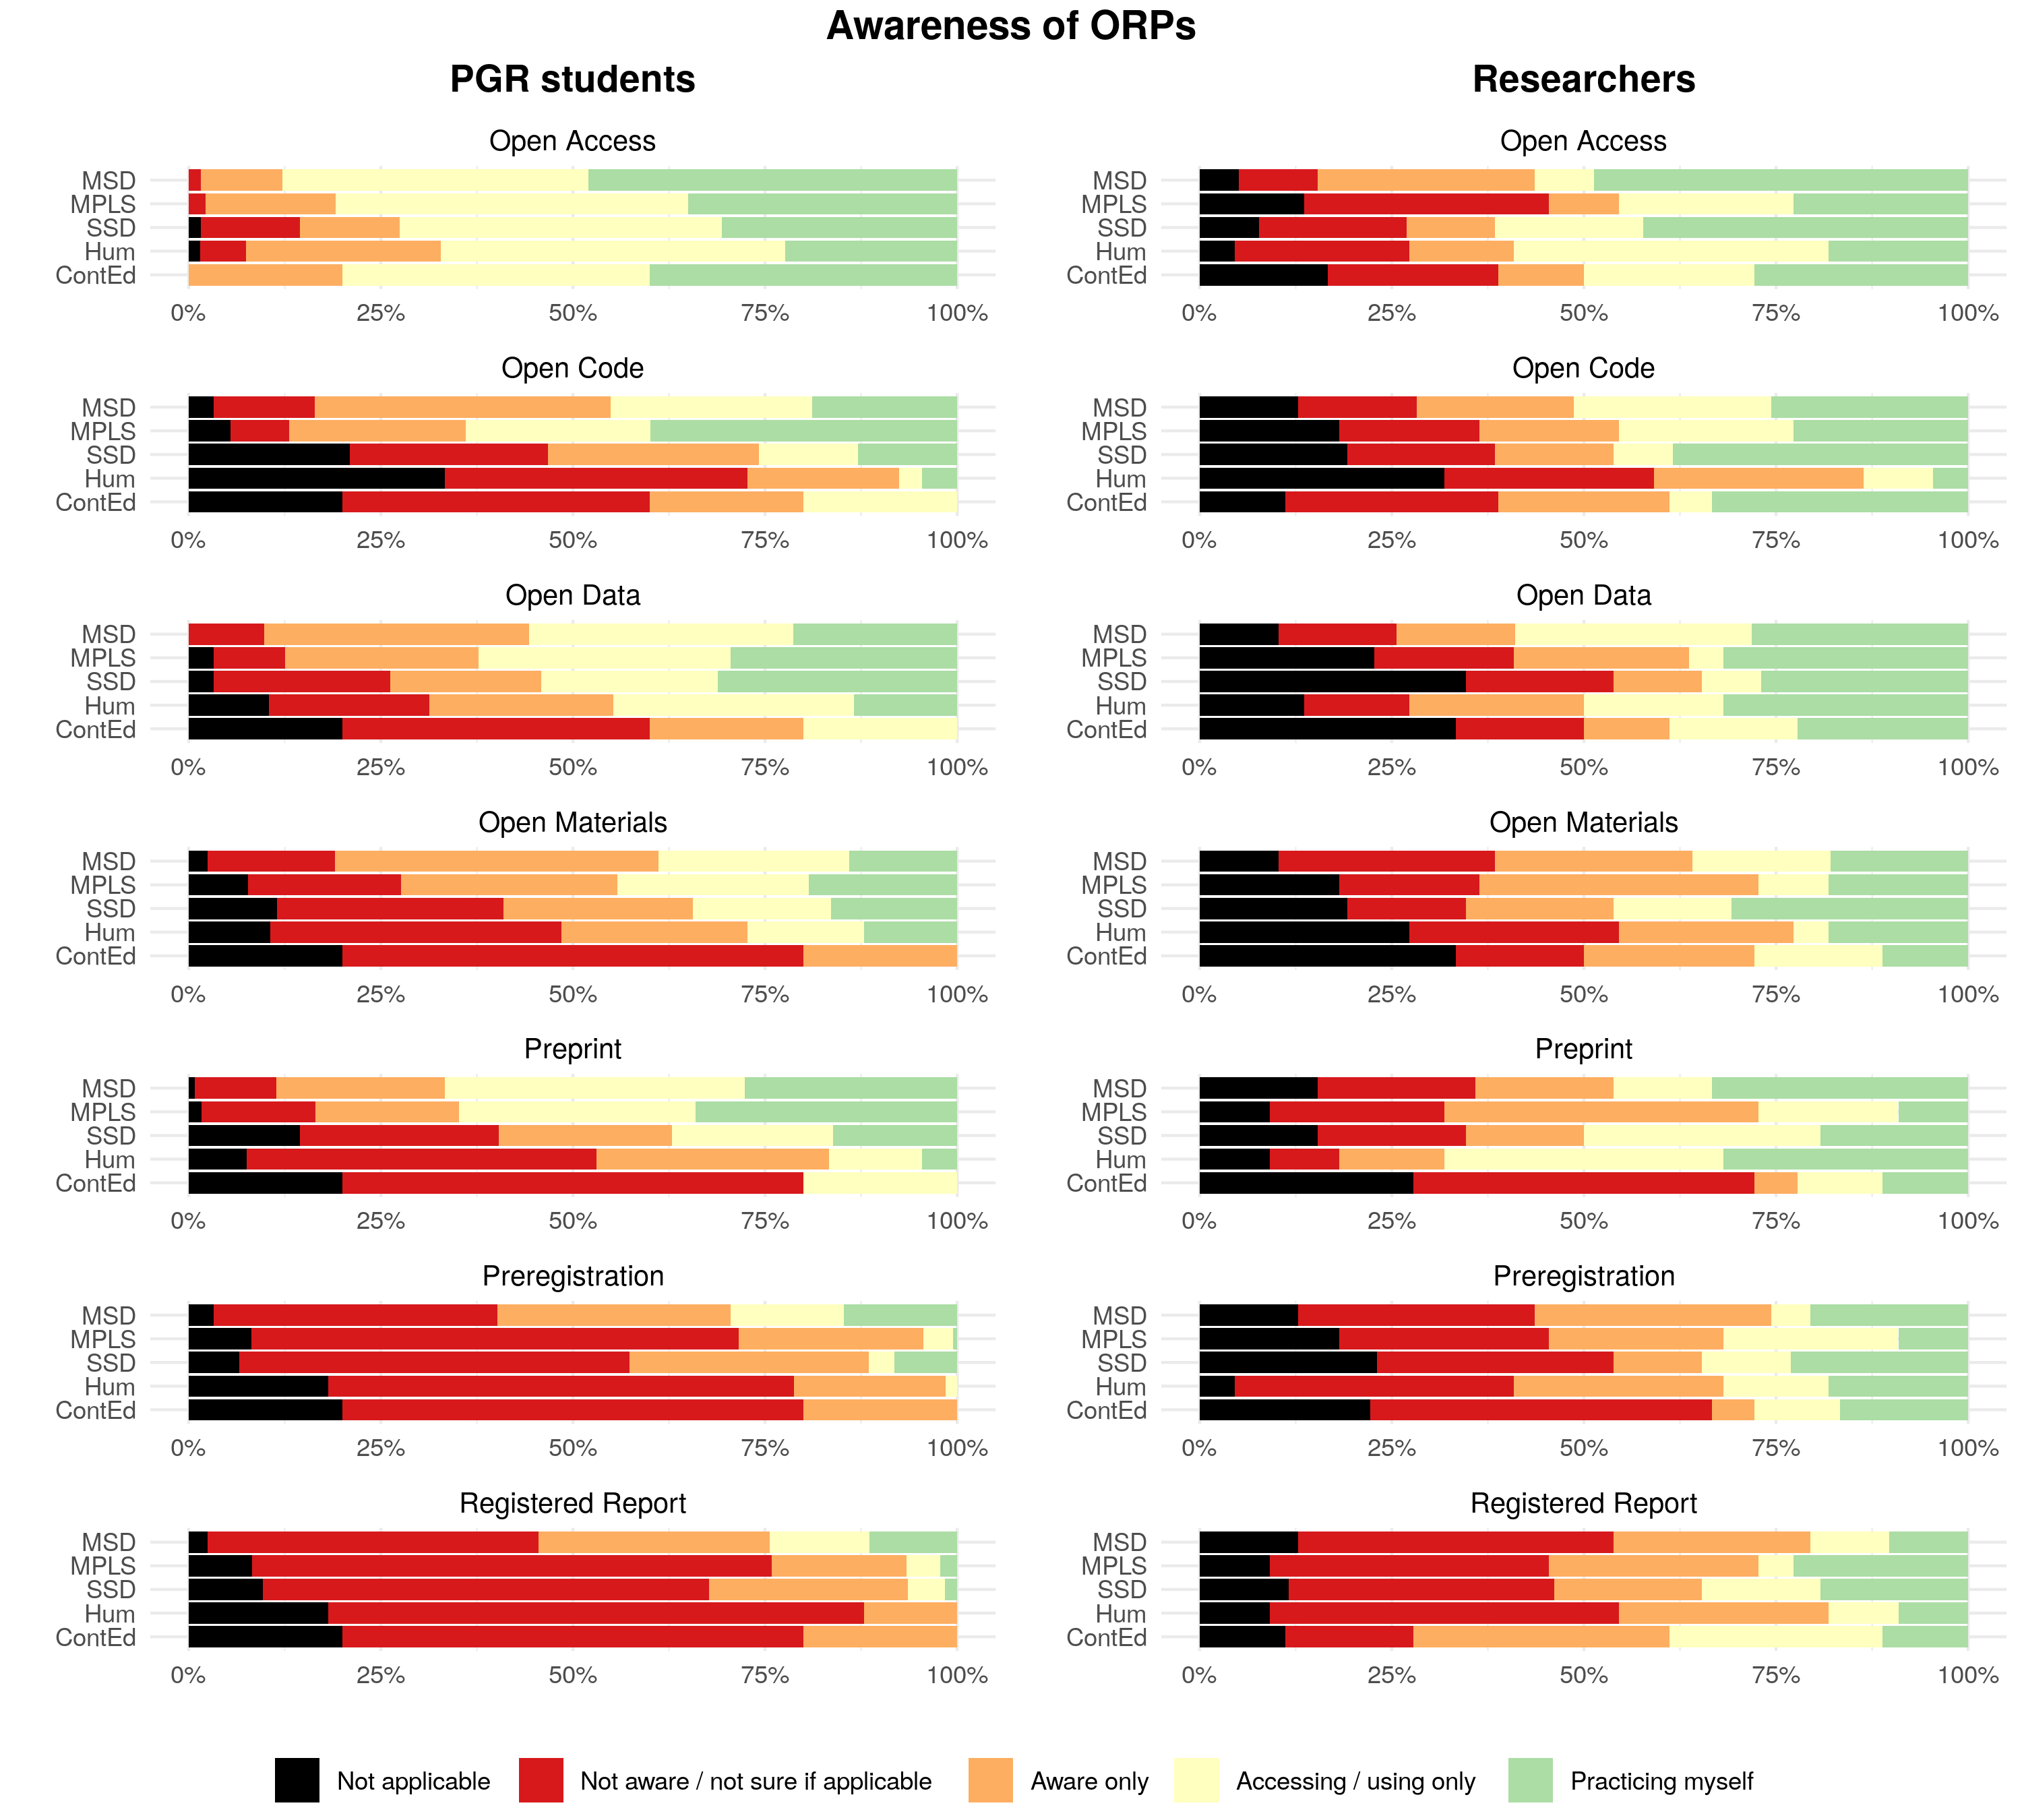 Awareness of ORPs
PGR students
Researchers
Open Access
MSD
MPLS
SSD
Hum
ContEd
0% 25% 50% 75% 100%
Open Access
MSD
MPLS
SSD
Hum
ContEd
0% 25% 50% 75% 100%
Open Code
MSD
MPLS
SSD
Hum
ContEd
0% 25% 50% 75% 100%
Open Code
MSD
MPLS
SSD
Hum
ContEd
0% 25% 50% 75% 100%
Open Data
MSD
MPLS
SSD
Hum
ContEd
0% 25% 50% 75% 100%
Open Data
MSD
MPLS
SSD
Hum
ContEd
0% 25% 50% 75% 100%
Open Materials
MSD
MPLS
SSD
Hum
ContEd
0% 25% 50% 75% 100%
Open Materials
MSD
MPLS
SSD
Hum
ContEd
0% 25% 50% 75% 100%
Preprint
MSD
MPLS
SSD
Hum
ContEd
0% 25% 50% 75% 100%
Preprint
MSD
MPLS
SSD
Hum
ContEd
0% 25% 50% 75% 100%
Preregistration
MSD
MPLS
SSD
Hum
ContEd
0% 25% 50% 75% 100%
Preregistration
MSD
MPLS
SSD
Hum
ContEd
0% 25% 50% 75% 100%
Registered Report
MSD
MPLS
SSD
Hum
ContEd
0% 25% 50% 75% 100%
Registered Report
MSD
MPLS
SSD
Hum
ContEd
0% 25% 50% 75% 100%
Not applicable Not aware / not sure if applicable Aware only Accessing / using only Practicing myself